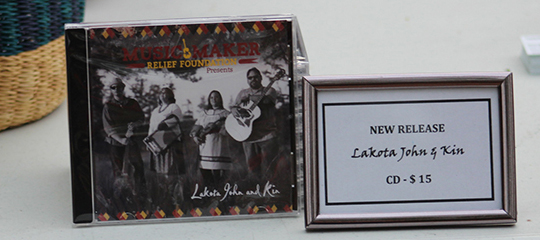 MUSIC MAKER
RELIEF FOUNDATION
Presents
Lakota John and Kin
NEW RELEASE
Lakota John & Kin
CD - $ 15